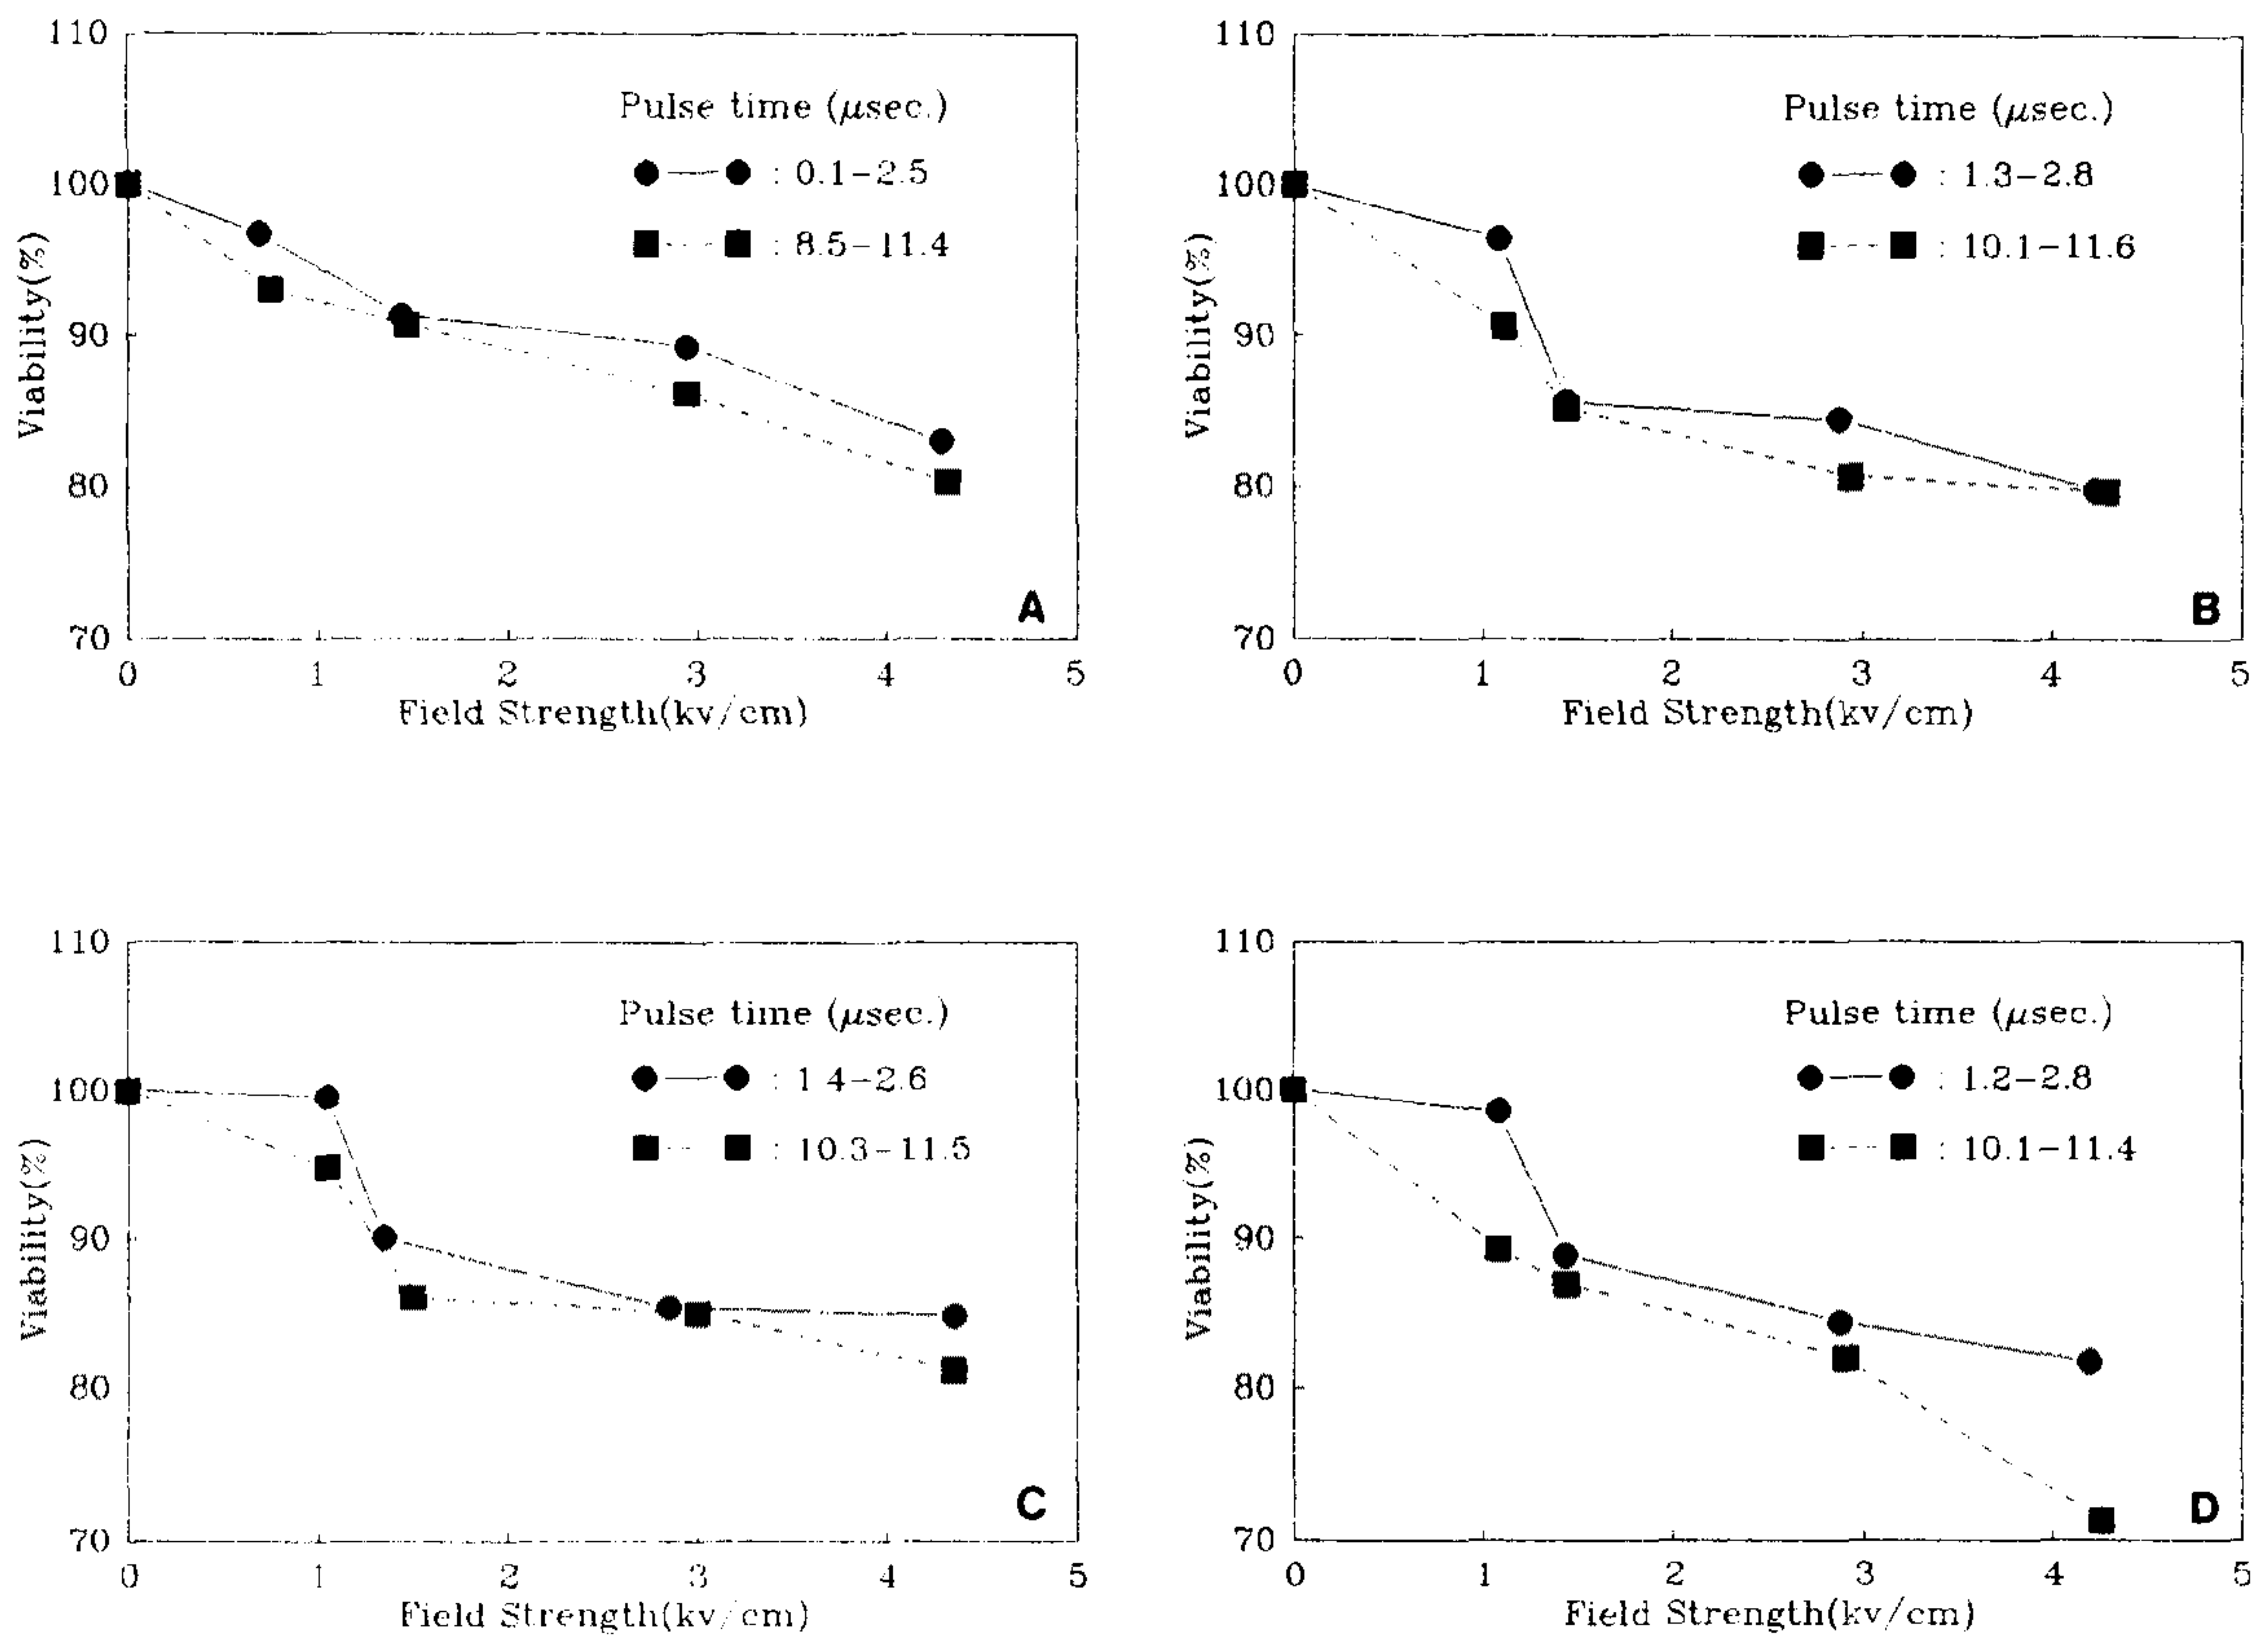 110
100
90
80
70
Viability(%)
Pulse time (μsec.)
: 0.1-2.5
: 8.5-11.4
A
0 1 2 3 4 5
Field Strength(kv/cm)
110
100
90
80
70
Viability(%)
Pulse time (μsec.)
: 1.3-2.8
: 10.1-11.6
B
0 1 2 3 4 5
Field Strength(kv/cm)
110
100
90
80
70
Viability(%)
Pulse time (μsec.)
: 1 4-2.6
: 10.3-11.5
C
0 1 2 3 4 5
Field Strength(kv/cm)
110
100
90
80
70
Viability(%)
Pulse time (μsec.)
: 1.2-2.8
: 10.1-11.4
D
0 1 2 3 4 5
Field Strength(kv/cm)